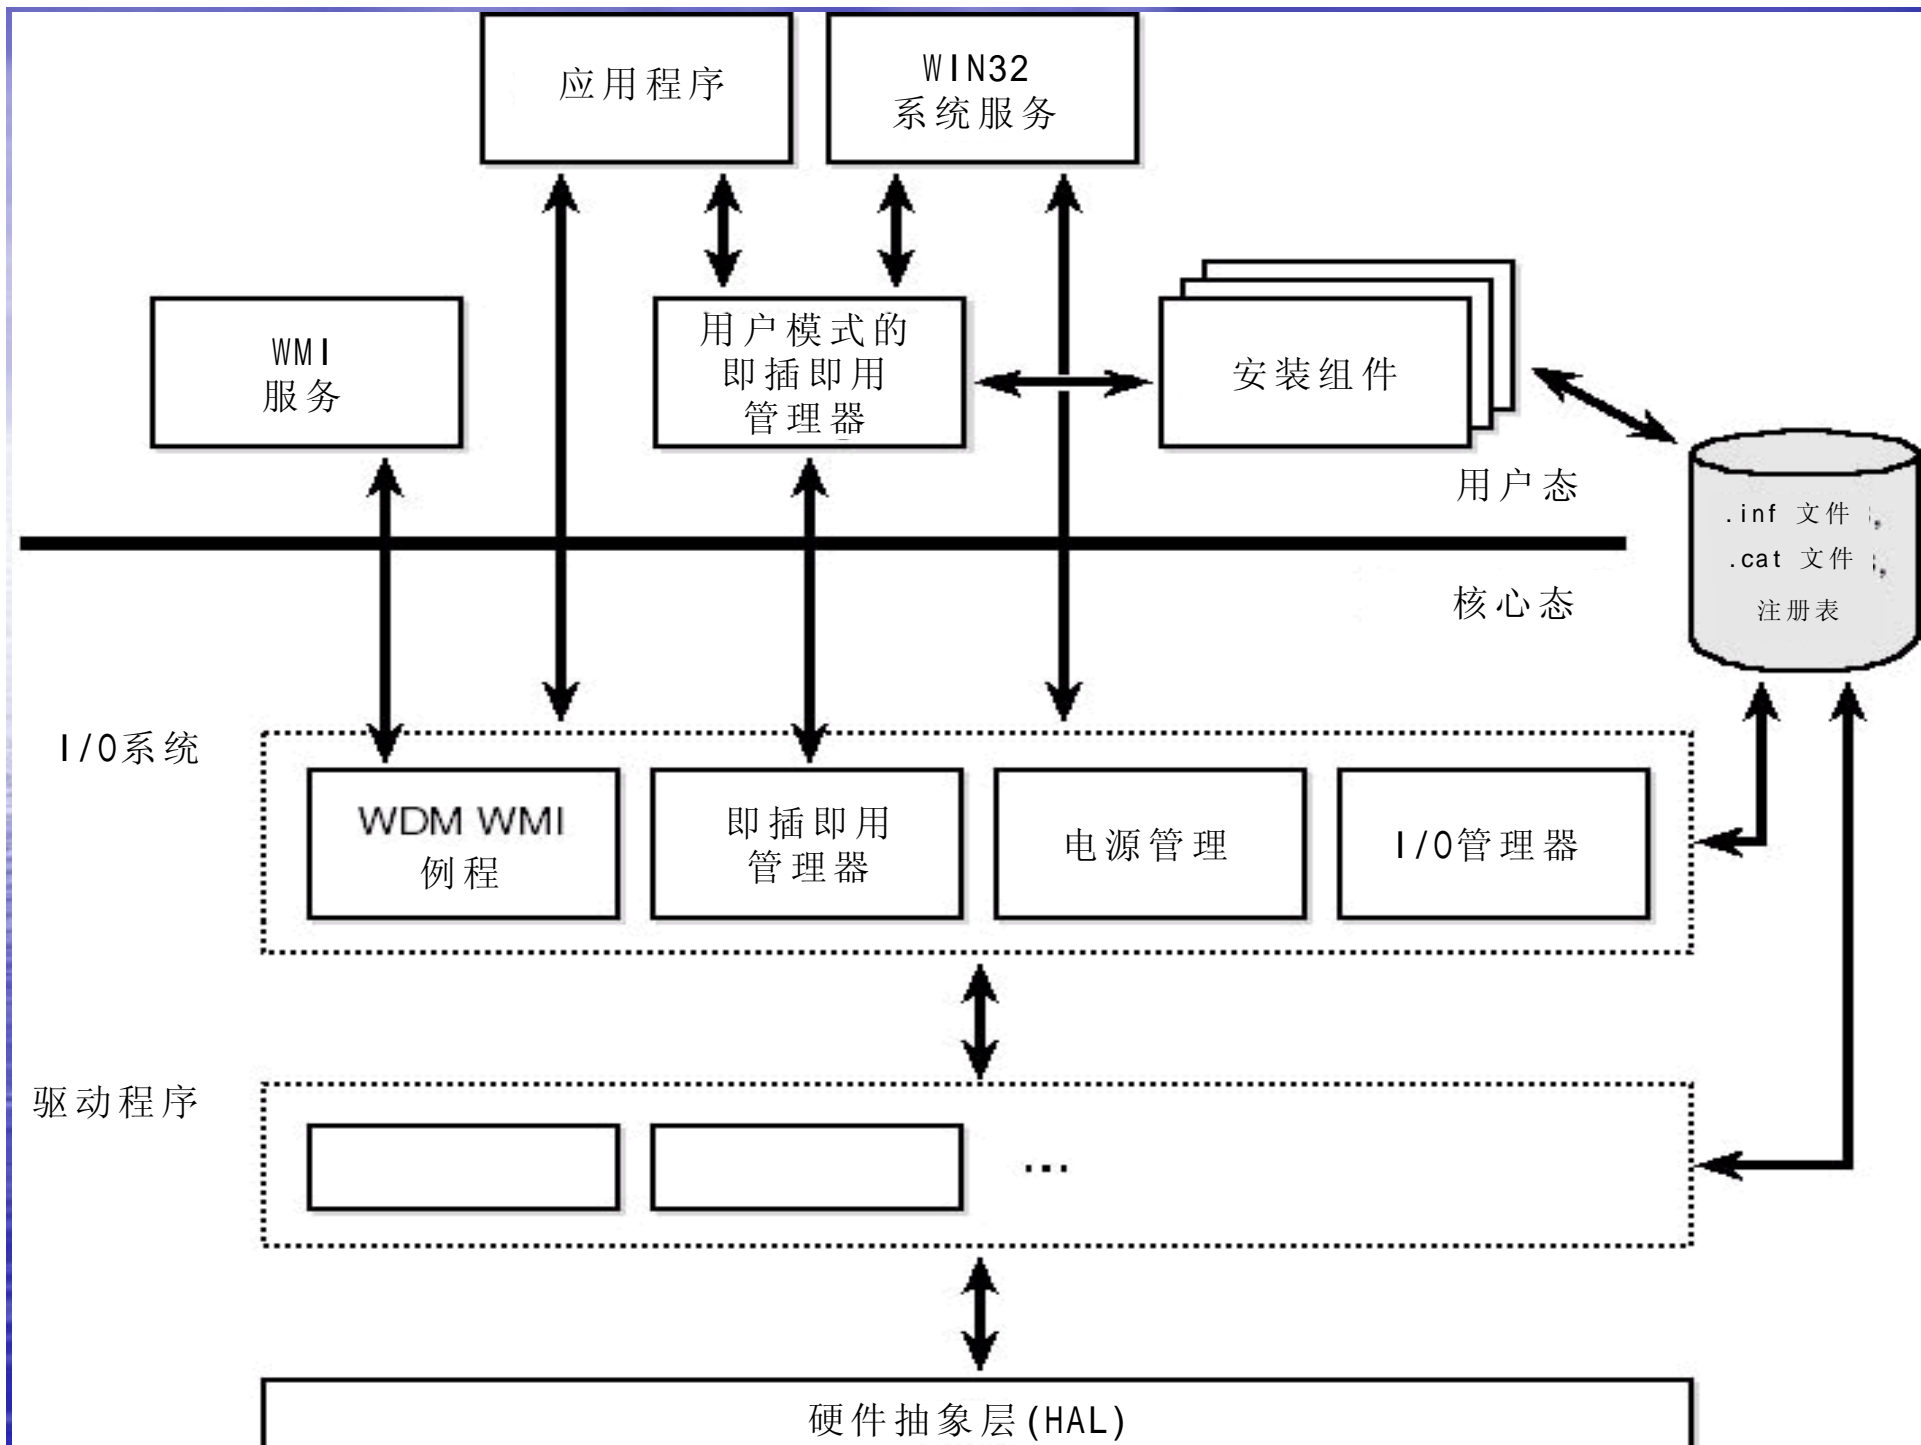 应用程序
WIN32
系统服务
WMI
服务
用户模式的
即插即用
管理器
安装组件
用户态
.inf 文件
.cat 文件
注册表
核心态
I/O系统
WDM WMI
例程
即插即用
管理器
电源管理
I/O管理器
驱动程序
...
硬件抽象层(HAL)